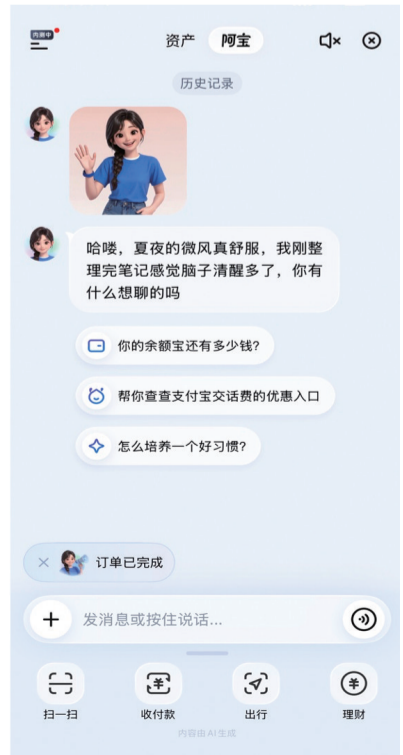 内测中
资产
阿宝
历史记录
哈喽，夏夜的微风真舒服，我刚整
理完笔记感觉脑子清醒多了，你有
什么想聊的吗
你的余额宝还有多少钱?
帮你查查支付宝交话费的优惠入口
怎么培养一个好习惯?
订单已完成
发消息或按住说话...
扫一扫
收付款
出行
理财
内容由AI生成